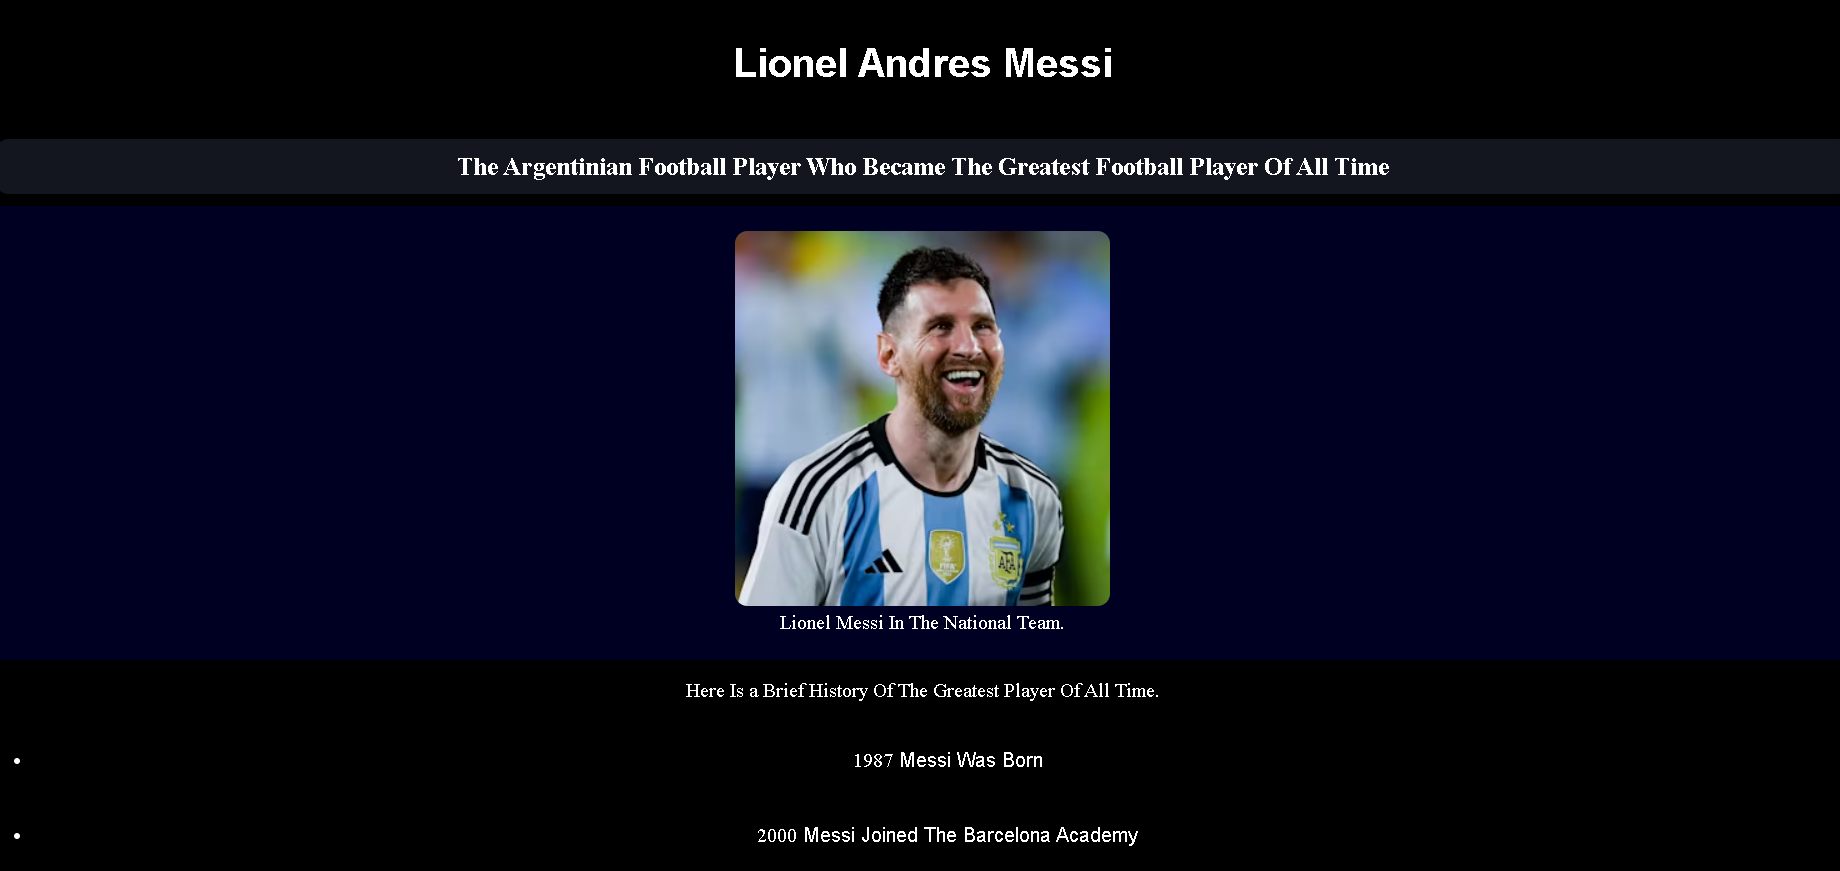 Lionel Andres Messi
The Argentinian Football Player Who Became The Greatest Football Player Of All Time
FIFA
AFA
Lionel Messi In The National Team.
Here Is a Brief History Of The Greatest Player Of All Time.
1987 Messi Was Born
2000 Messi Joined The Barcelona Academy